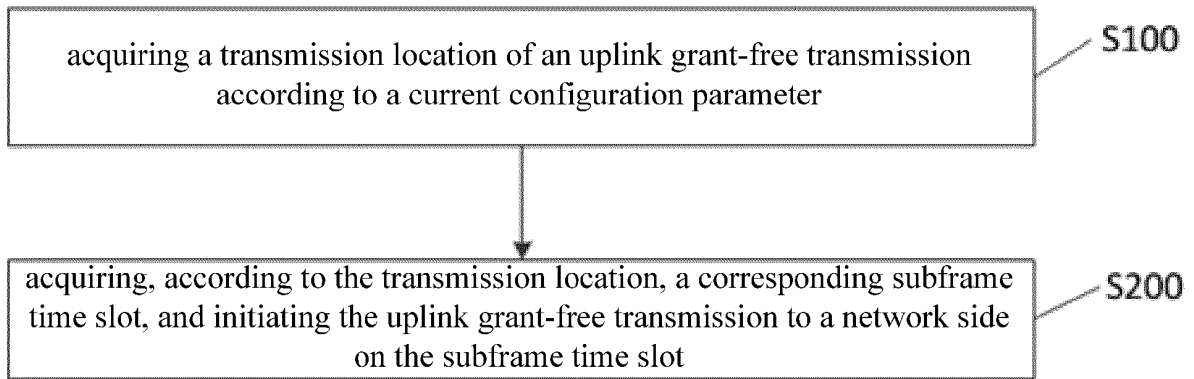 acquiring a transmission location of an uplink grant-free transmission
according to a current configuration parameter
S100
acquiring, according to the transmission location, a corresponding subframe
time slot, and initiating the uplink grant-free transmission to a network side
on the subframe time slot
S200